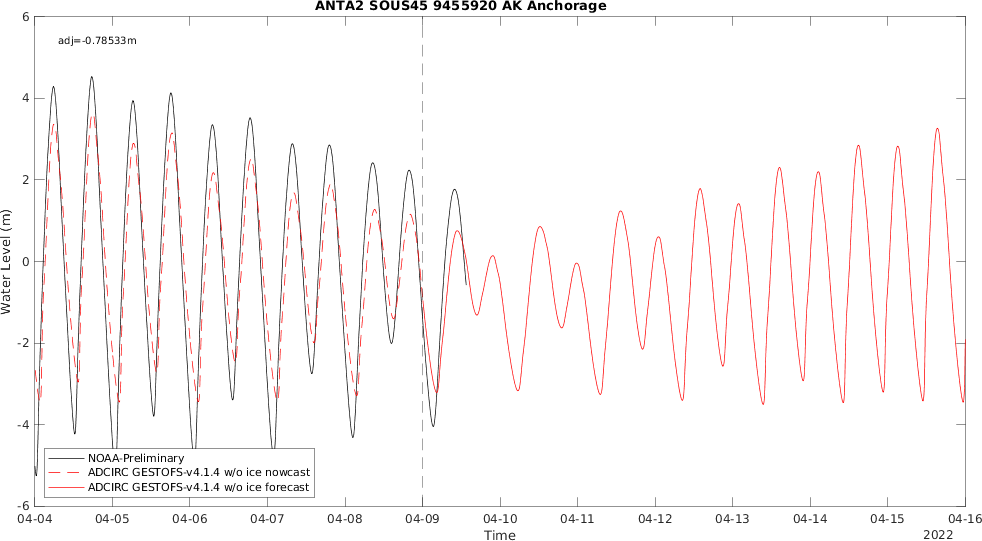 ANTA2 SOUS45 9455920 AK Anchorage
adj=-0.78533m
6
4
2
0
-2
-4
-6
Water Level (m)
NOAA-Preliminary
ADCIRC GESTOFS-v4.1.4 w/o ice nowcast
ADCIRC GESTOFS-v4.1.4 w/o ice forecast
04-04 04-05 04-06 04-07 04-08 04-09 04-10 04-11 04-12 04-13 04-14 04-15 04-16
Time
2022